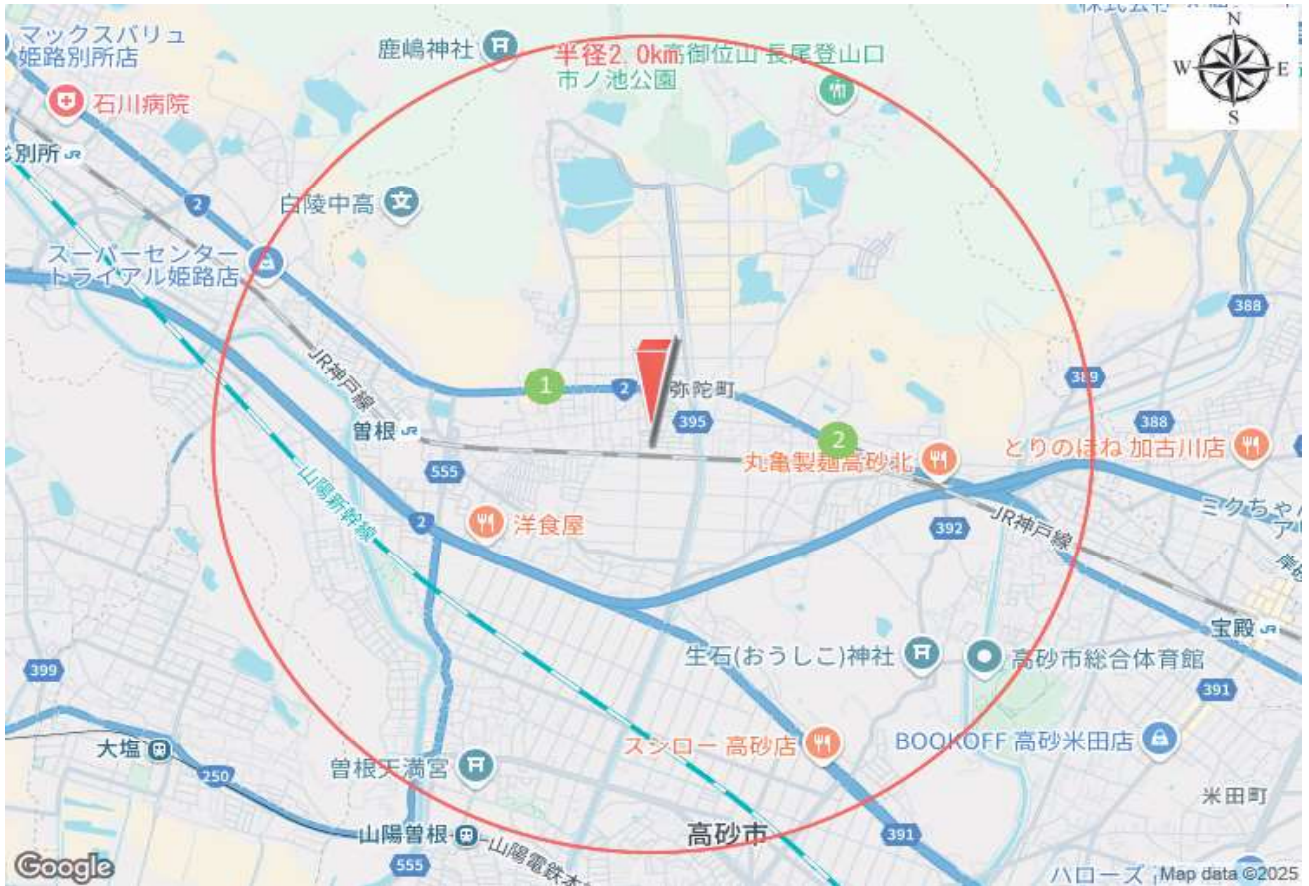 マックスバリュ
姫路別所店
鹿嶋神社
半径2.0km
高御位山 長尾登山口
市ノ池公園
N
W
E
S
石川病院
別所
JR
2
白陵中高
スーパーセンター
トライアル姫路店
388
JR神戸線
1
2
弥陀町
389
388
曽根
JR
395
2
とりのほね 加古川店
丸亀製麺高砂北
555
山陽新幹線
2
洋食屋
392
JR神戸線
ミクちゃん
宝殿
JR
生石(おうしこ)神社
高砂市総合体育館
399
391
大塩
スシロー 高砂店
BOOKOFF 高砂米田店
曽根天満宮
250
米田町
山陽曽根
高砂市
391
555
山陽電鉄本
ハローズ
Google
Map data ©2025